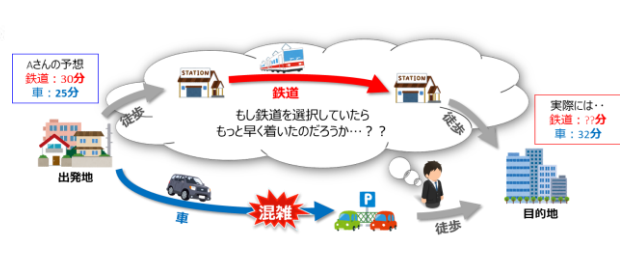 Aさんの予想
鉄道：30分
車：25分
STATION
鉄道
STATION
徒歩
もし鉄道を選択していたら
もっと早く着いたのだろうか…？？
徒歩
実際には‥
鉄道：??分
車：32分
出発地
車
混雑
P
徒歩
目的地